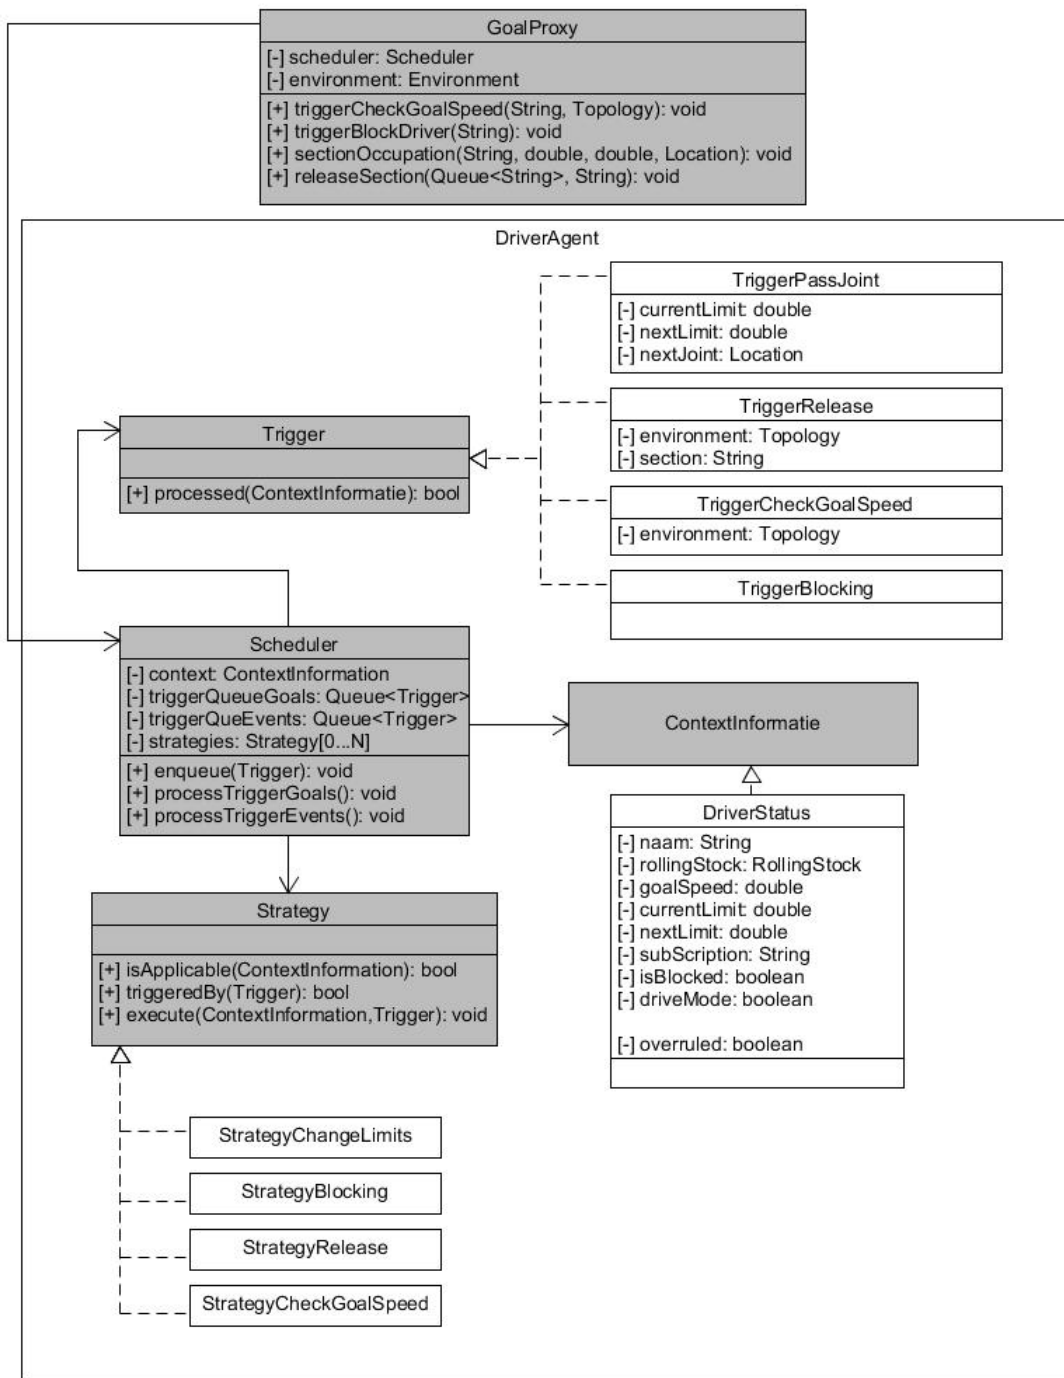 GoalProxy
[-] scheduler: Scheduler
[-] environment: Environment
[+] triggerCheckGoalSpeed(String, Topology): void
[+] triggerBlockDriver(String): void
[+] sectionOccupation(String, double, double, Location): void
[+] releaseSection(Queue<String>, String): void
DriverAgent
TriggerPassJoint
[-] currentLimit: double
[-] nextLimit: double
[-] nextJoint: Location
TriggerRelease
[-] environment: Topology
[-] section: String
TriggerCheckGoalSpeed
[-] environment: Topology
TriggerBlocking
Trigger
[+] processed(ContextInformatie): bool
Scheduler
[-] context: ContextInformation
[-] triggerQueueGoals: Queue<Trigger>
[-] triggerQueEvents: Queue<Trigger>
[-] strategies: Strategy[0...N]
[+] enqueue(Trigger): void
[+] processTriggerGoals(): void
[+] processTriggerEvents(): void
ContextInformatie
DriverStatus
[-] naam: String
[-] rollingStock: RollingStock
[-] goalSpeed: double
[-] currentLimit: double
[-] nextLimit: double
[-] subScription: String
[-] isBlocked: boolean
[-] driveMode: boolean
[-] overruled: boolean
Strategy
[+] isApplicable(ContextInformation): bool
[+] triggeredBy(Trigger): bool
[+] execute(ContextInformation,Trigger): void
StrategyChangeLimits
StrategyBlocking
StrategyRelease
StrategyCheckGoalSpeed